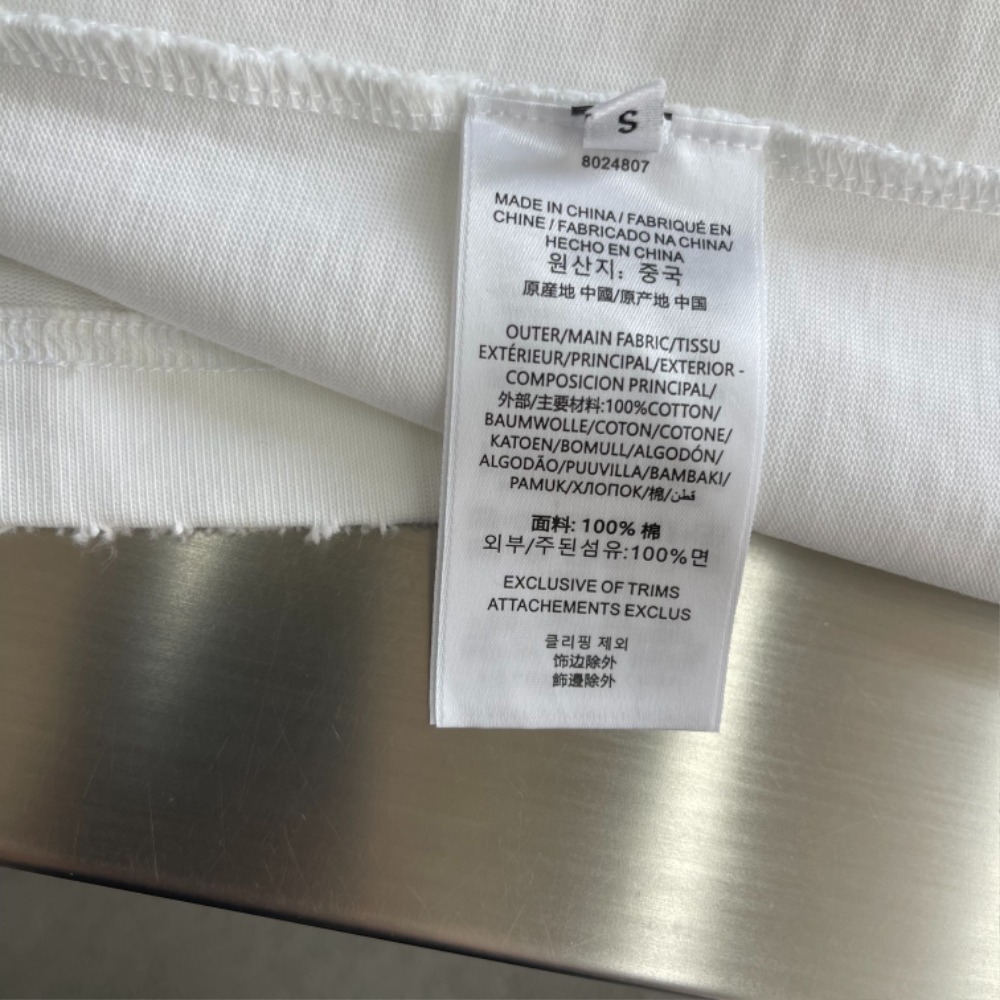 S
8024807
MADE IN CHINA / FABRIQUÉ EN
CHINE / FABRICADO NA CHINA/
HECHO EN CHINA
원산지: 중국
原産地 中國/原产地 中国
OUTER/MAIN FABRIC/TISSU
EXTÉRIEUR/PRINCIPAL/EXTERIOR -
COMPOSICION PRINCIPAL/
外部/主要材料:100%COTTON/
BAUMWOLLE/COTON/COTONE/
KATOEN/BOMULL/ALGODÓN/
ALGODÃO/PUUVILLA/BAMBAKI/
PAMUK/ХЛОПОК/棉/قطن
面料: 100% 棉
외부/주된섬유:100%면
EXCLUSIVE OF TRIMS
ATTACHEMENTS EXCLUS
클리핑 제외
饰边除外
飾邊除外